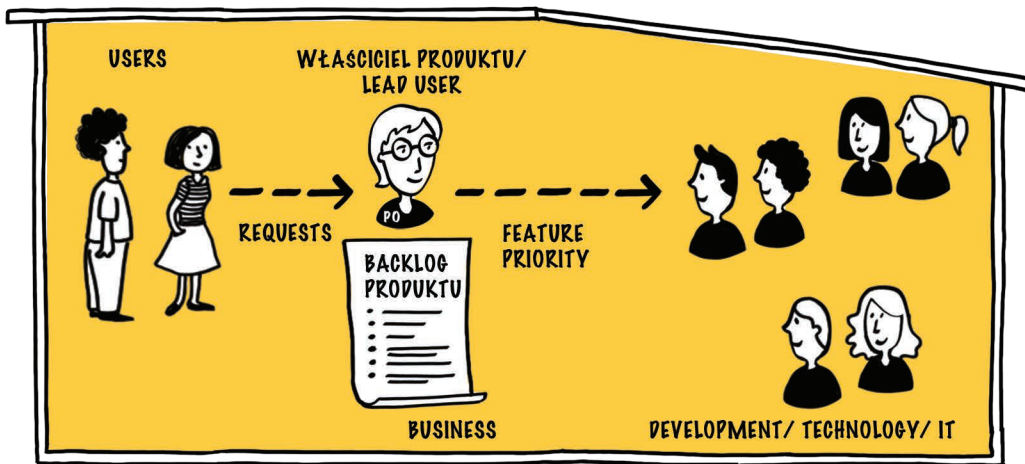 USERS
WŁAŚCICIEL PRODUKTU/
LEAD USER
PO
REQUESTS
FEATURE
PRIORITY
BACKLOG
PRODUKTU
BUSINESS
DEVELOPMENT/ TECHNOLOGY/ IT